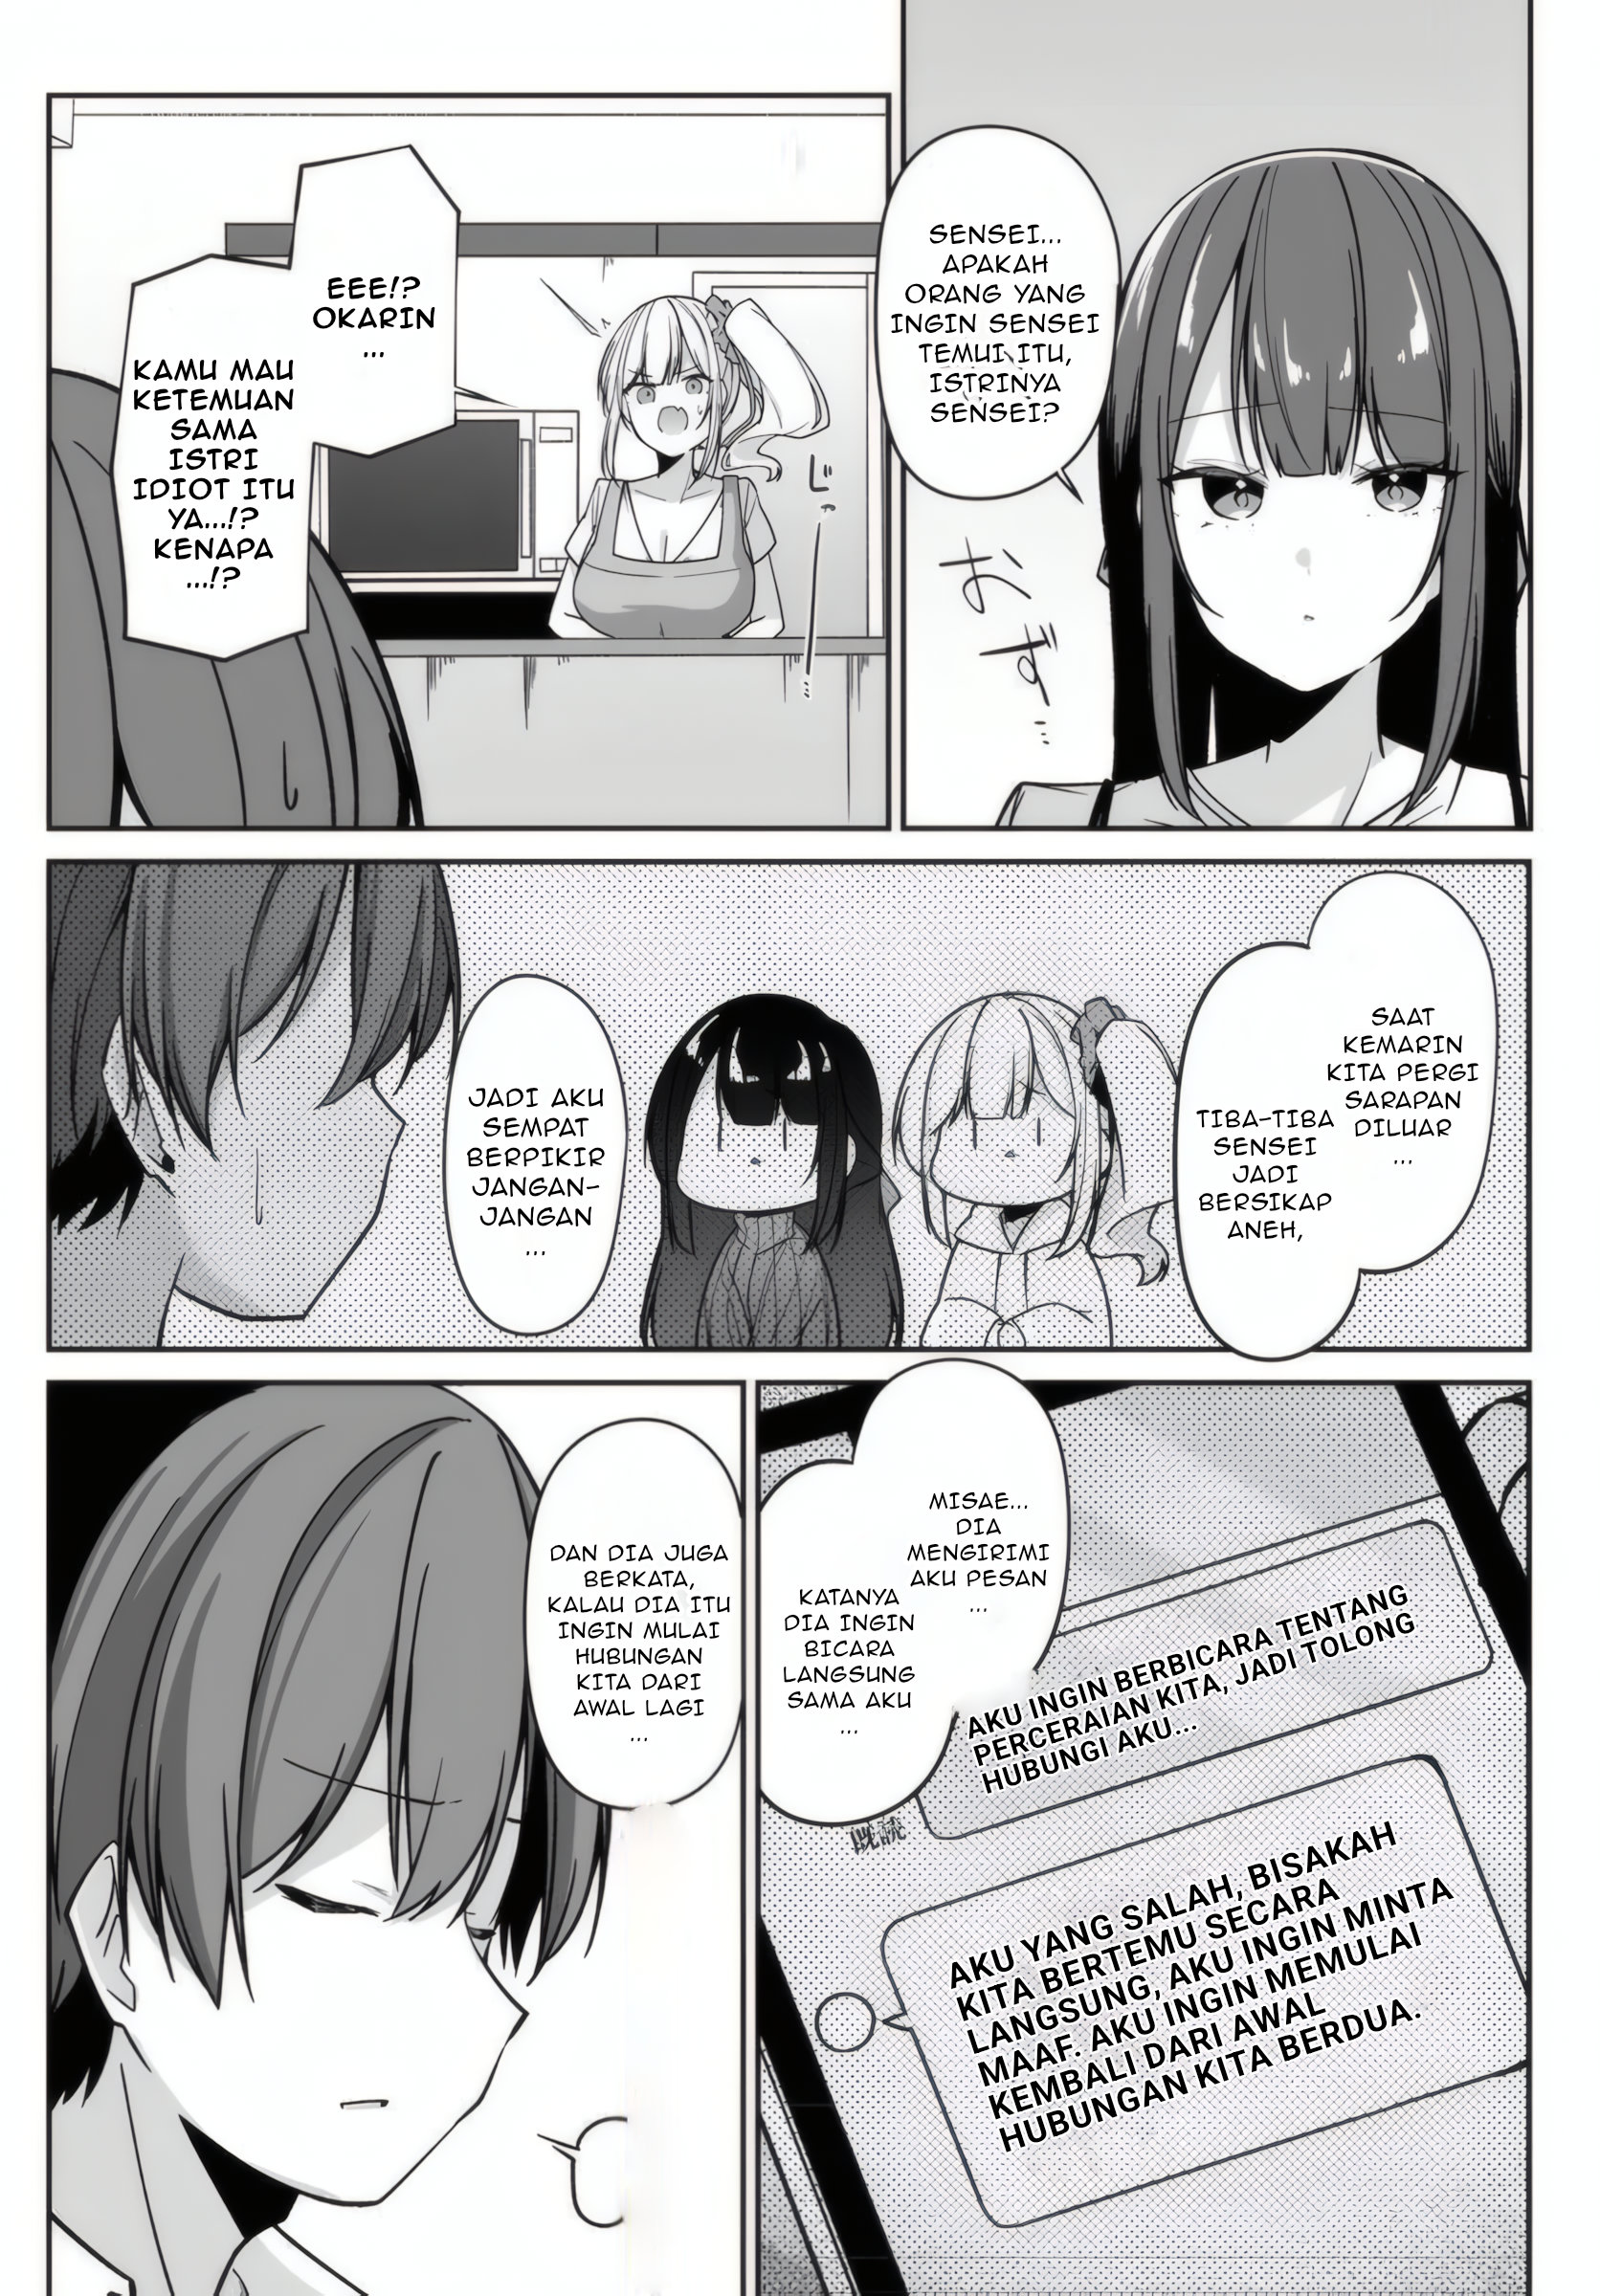 SENSEI...
APAKAH
ORANG YANG
INGIN SENSEI
TEMUI ITU,
ISTRINYA
SENSEI?
おず…
EEE!?
OKARIN
...
KAMU MAU
KETEMUAN
SAMA
ISTRI
IDIOT ITU
YA...!?
KENAPA
...!?
じっ
SAAT
KEMARIN
KITA PERGI
SARAPAN
DILUAR
...
TIBA-TIBA
SENSEI
JADI
BERSIKAP
ANEH,
JADI AKU
SEMPAT
BERPIKIR
JANGAN-
JANGAN
...
MISAE...
DIA
MENGIRIMI
AKU PESAN
...
KATANYA
DIA INGIN
BICARA
LANGSUNG
SAMA AKU
...
AKU INGIN BERBICARA TENTANG
PERCERAIAN KITA, JADI TOLONG
HUBUNGI AKU...
既読
AKU YANG SALAH, BISAKAH
KITA BERTEMU SECARA
LANGSUNG, AKU INGIN MINTA
MAAF. AKU INGIN MEMULAI
KEMBALI DARI AWAL
HUBUNGAN KITA BERDUA.
DAN DIA JUGA
BERKATA,
KALAU DIA ITU
INGIN MULAI
HUBUNGAN
KITA DARI
AWAL LAGI
...